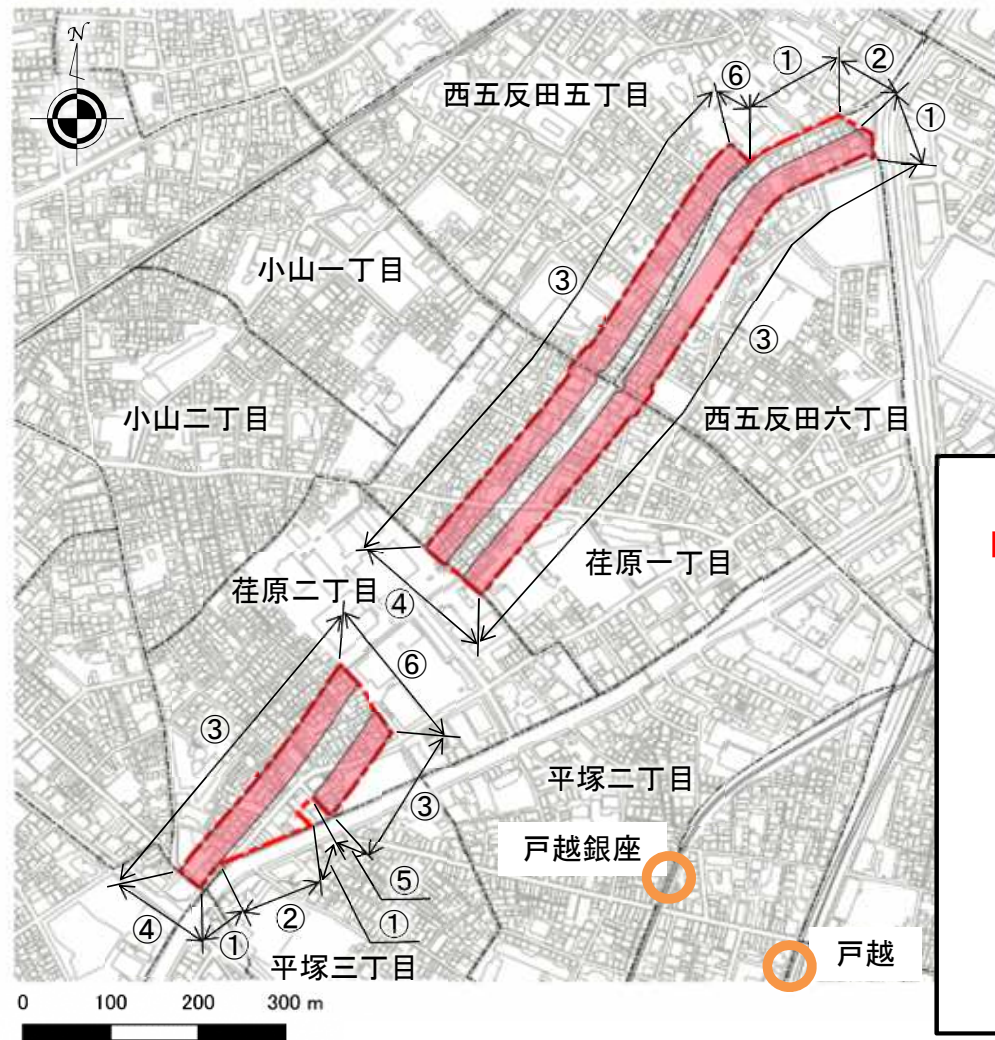 N
西五反田五丁目
⑥
①
②
①
小山一丁目
③
③
小山二丁目
西五反田六丁目
荏原一丁目
荏原二丁目
④
⑥
③
平塚二丁目
③
戸越銀座
⑤
④
①
②
①
戸越
平塚三丁目
0 100 200 300 m